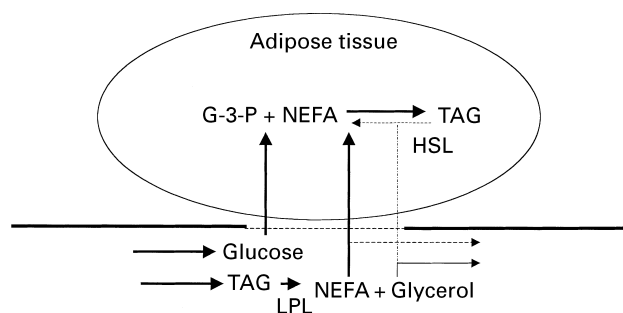 Adipose tissue
G-3-P + NEFA TAG
HSL
Glucose
TAG NEFA + Glycerol
LPL